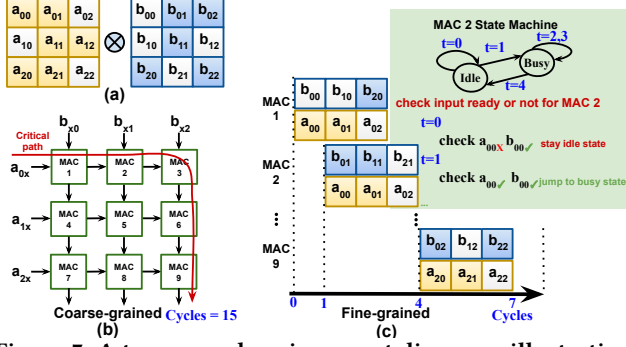 a00 a01 a02
a10 a11 a12
a20 a21 a22
b00 b01 b02
b10 b11 b12
b20 b21 b22
(a)
MAC 2 State Machine
t=0
t=1
t=2,3
Idle
Busy
t=4
check input ready or not for MAC 2
t=0
check a00x b00✓ stay idle state
t=1
check a00✓ b00✓ jump to busy state
...
bx0 bx1 bx2
Critical
path
a0x
MAC 1 MAC 2 MAC 3
a1x
MAC 4 MAC 5 MAC 6
a2x
MAC 7 MAC 8 MAC 9
Coarse-grained Cycles = 15
(b)
MAC
1
b00 b10 b20
a00 a01 a02
MAC
2
b01 b11 b21
a00 a01 a02
MAC
9
b02 b12 b22
a20 a21 a22
0 1 4 7
Fine-grained Cycles
(c)